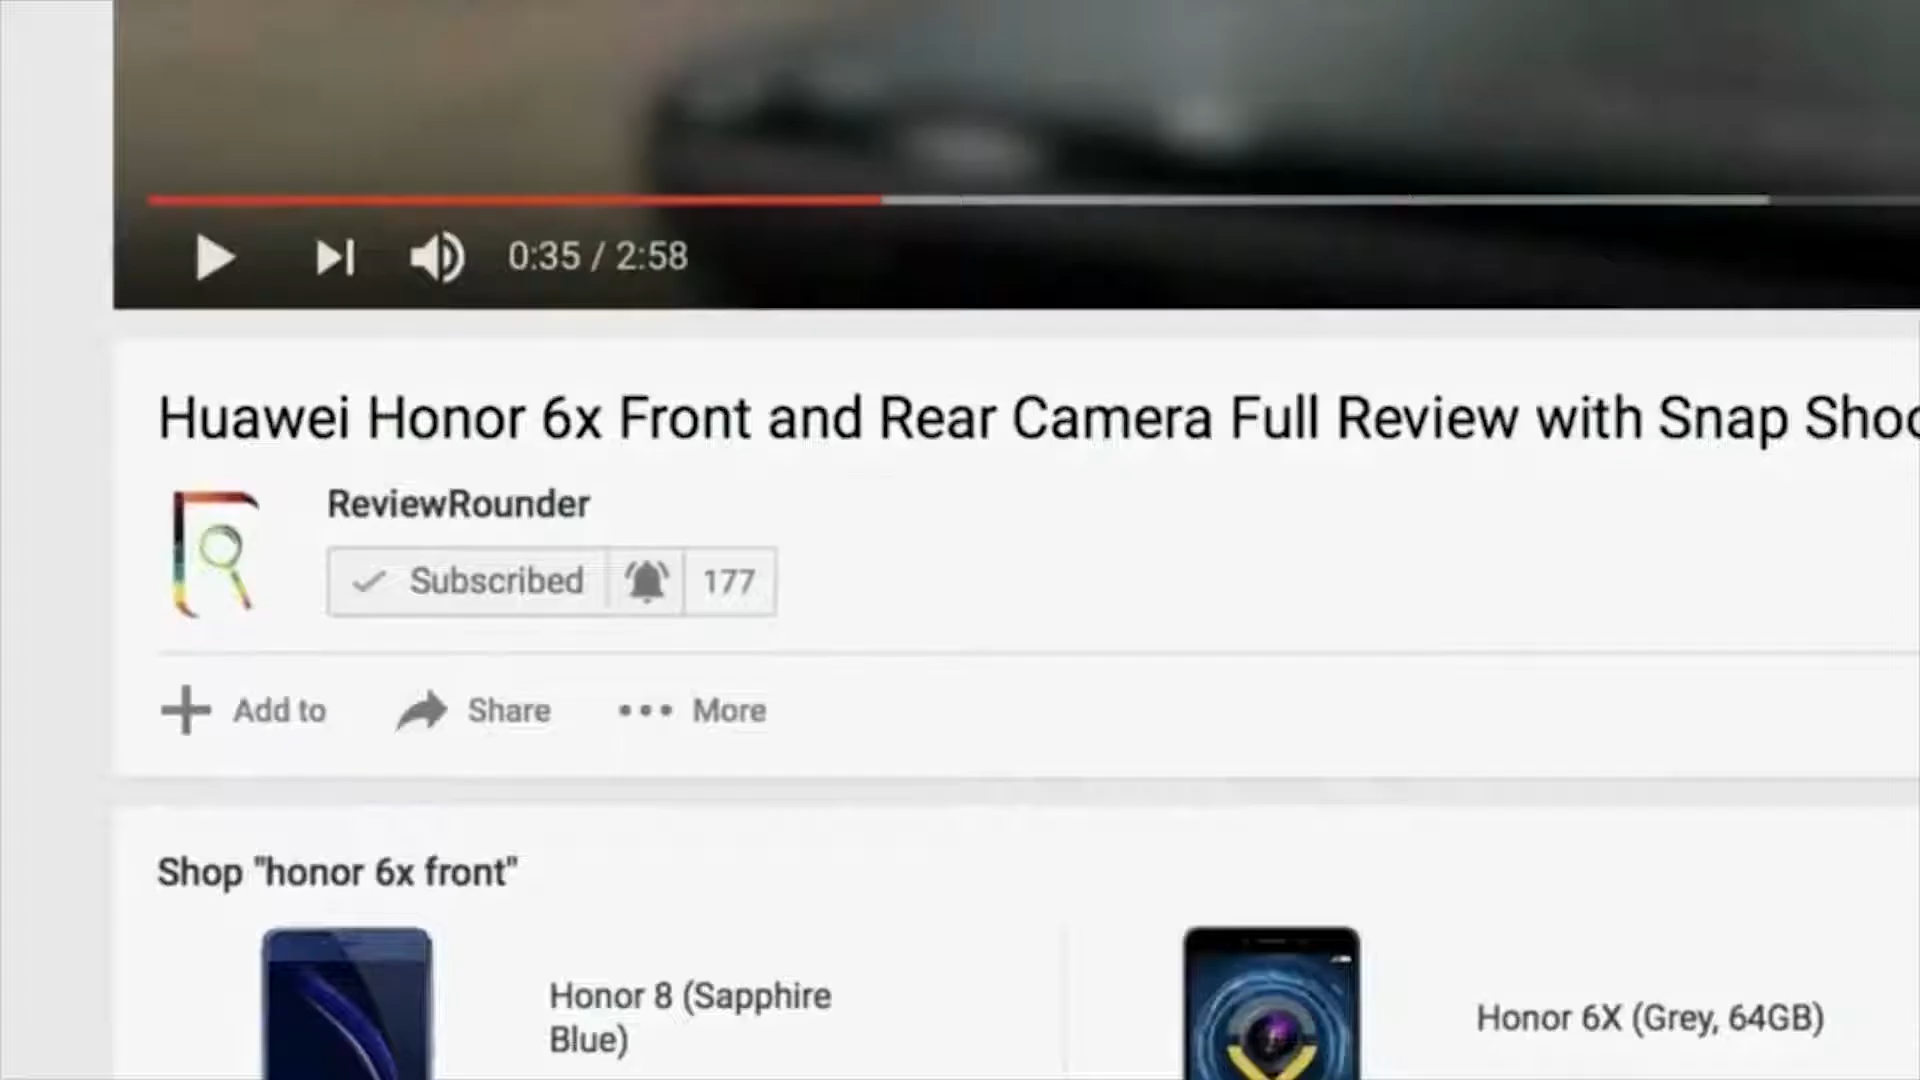 0:35 / 2:58
Huawei Honor 6x Front and Rear Camera Full Review with Snap
ReviewRounder
Subscribed 177
Add to Share More
Shop "honor 6x front"
Honor 8 (Sapphire
Blue)
Honor 6X (Grey, 64GB)